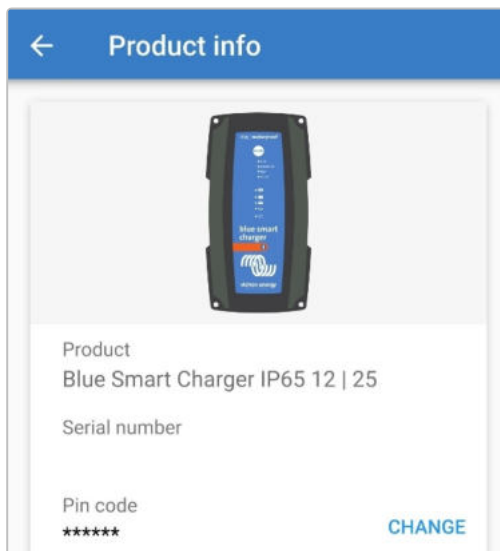 Product info
blue smart
charger
victron energy
Product
Blue Smart Charger IP65 12 | 25
Serial number
Pin code
******
CHANGE